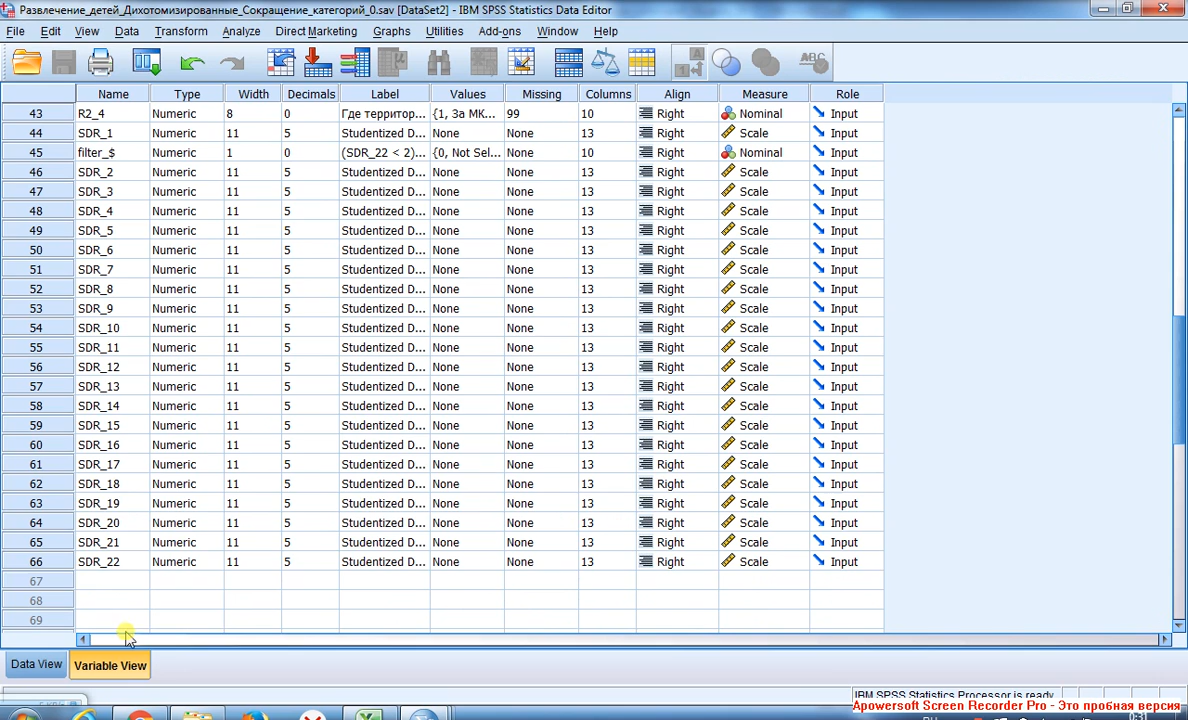 Развлечение_детей_Дихотомизированные_Сокращение_категорий_0.sav [DataSet2] - IBM SPSS Statistics Data Editor
File Edit View Data Transform Analyze Direct Marketing Graphs Utilities Add-ons Window Help
Name Type Width Decimals Label Values Missing Columns Align Measure Role
43 R2_4 Numeric 8 0 Где территор... {1, За МК... 99 10 Right Nominal Input
44 SDR_1 Numeric 11 5 Studentized D... None None 13 Right Scale Input
45 filter_$ Numeric 1 0 (SDR_22 < 2)... {0, Not Sel... None 10 Right Nominal Input
46 SDR_2 Numeric 11 5 Studentized D... None None 13 Right Scale Input
47 SDR_3 Numeric 11 5 Studentized D... None None 13 Right Scale Input
48 SDR_4 Numeric 11 5 Studentized D... None None 13 Right Scale Input
49 SDR_5 Numeric 11 5 Studentized D... None None 13 Right Scale Input
50 SDR_6 Numeric 11 5 Studentized D... None None 13 Right Scale Input
51 SDR_7 Numeric 11 5 Studentized D... None None 13 Right Scale Input
52 SDR_8 Numeric 11 5 Studentized D... None None 13 Right Scale Input
53 SDR_9 Numeric 11 5 Studentized D... None None 13 Right Scale Input
54 SDR_10 Numeric 11 5 Studentized D... None None 13 Right Scale Input
55 SDR_11 Numeric 11 5 Studentized D... None None 13 Right Scale Input
56 SDR_12 Numeric 11 5 Studentized D... None None 13 Right Scale Input
57 SDR_13 Numeric 11 5 Studentized D... None None 13 Right Scale Input
58 SDR_14 Numeric 11 5 Studentized D... None None 13 Right Scale Input
59 SDR_15 Numeric 11 5 Studentized D... None None 13 Right Scale Input
60 SDR_16 Numeric 11 5 Studentized D... None None 13 Right Scale Input
61 SDR_17 Numeric 11 5 Studentized D... None None 13 Right Scale Input
62 SDR_18 Numeric 11 5 Studentized D... None None 13 Right Scale Input
63 SDR_19 Numeric 11 5 Studentized D... None None 13 Right Scale Input
64 SDR_20 Numeric 11 5 Studentized D... None None 13 Right Scale Input
65 SDR_21 Numeric 11 5 Studentized D... None None 13 Right Scale Input
66 SDR_22 Numeric 11 5 Studentized D... None None 13 Right Scale Input
67
68
69
Data View Variable View
IBM SPSS Statistics Processor is ready
Apowersoft Screen Recorder Pro - Это пробная версия